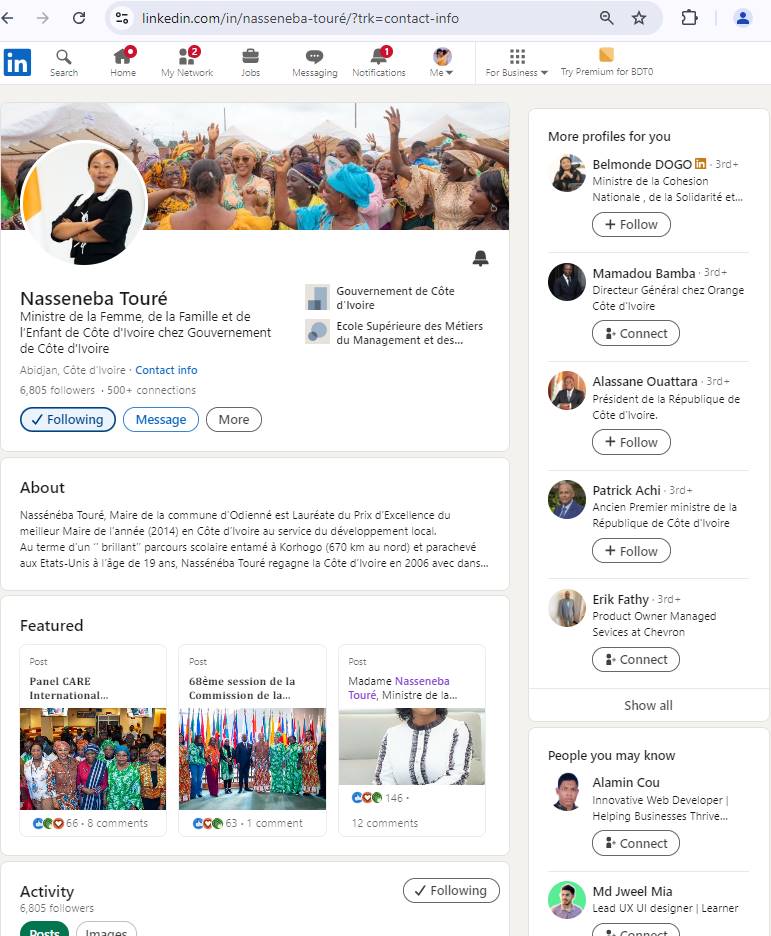 linkedin.com/in/nasseneba-touré/?trk=contact-info
in
Search
Home
2
My Network
Jobs
Messaging
1
Notifications
Me
For Business
Try Premium for BDT0
Nasseneba Touré
Ministre de la Femme, de la Famille et de
l'Enfant de Côte d'Ivoire chez Gouvernement
de Côte d'Ivoire
Abidjan, Côte d'Ivoire · Contact info
6,805 followers · 500+ connections
Following
Message
More
Gouvernement de Côte
d'Ivoire
Ecole Supérieure des Métiers
du Management et des...
About
Nassénéba Touré, Maire de la commune d'Odienné est Lauréate du Prix d'Excellence du
meilleur Maire de l'année (2014) en Côte d'Ivoire au service du développement local.
Au terme d'un '' brillant'' parcours scolaire entamé à Korhogo (670 km au nord) et parachevé
aux Etats-Unis à l'âge de 19 ans, Nassénéba Touré regagne la Côte d'Ivoire en 2006 avec dans...
Featured
Post
Panel CARE
International...
66 · 8 comments
Post
68ème session de la
Commission de la...
63 · 1 comment
Post
Madame Nasseneba
Touré, Ministre de la...
146 ·
12 comments
Activity
6,805 followers
Following
Posts
Images
More profiles for you
Belmonde DOGO in · 3rd+
Ministre de la Cohesion
Nationale , de la Solidarité et...
+ Follow
Mamadou Bamba · 3rd+
Directeur Général chez Orange
Côte d'Ivoire
Connect
Alassane Ouattara · 3rd+
Président de la République de
Côte d'Ivoire.
+ Follow
Patrick Achi · 3rd+
Ancien Premier ministre de la
République de Côte d'Ivoire
+ Follow
Erik Fathy · 3rd+
Product Owner Managed
Sevices at Chevron
Connect
Show all
People you may know
Alamin Cou
Innovative Web Developer |
Helping Businesses Thrive...
Connect
Md Jweel Mia
Lead UX UI designer | Learner
Connect